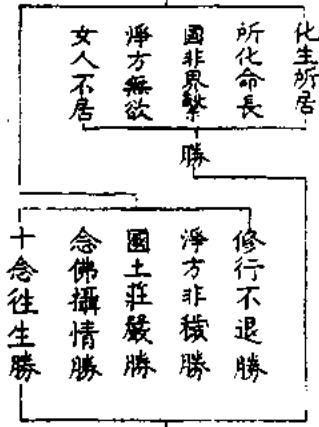 化生所居
所化命長
國非界繫
淨方無欲
女人不居
勝
修行不退勝
淨方非穢勝
國土莊嚴勝
念佛攝情勝
十念往生勝